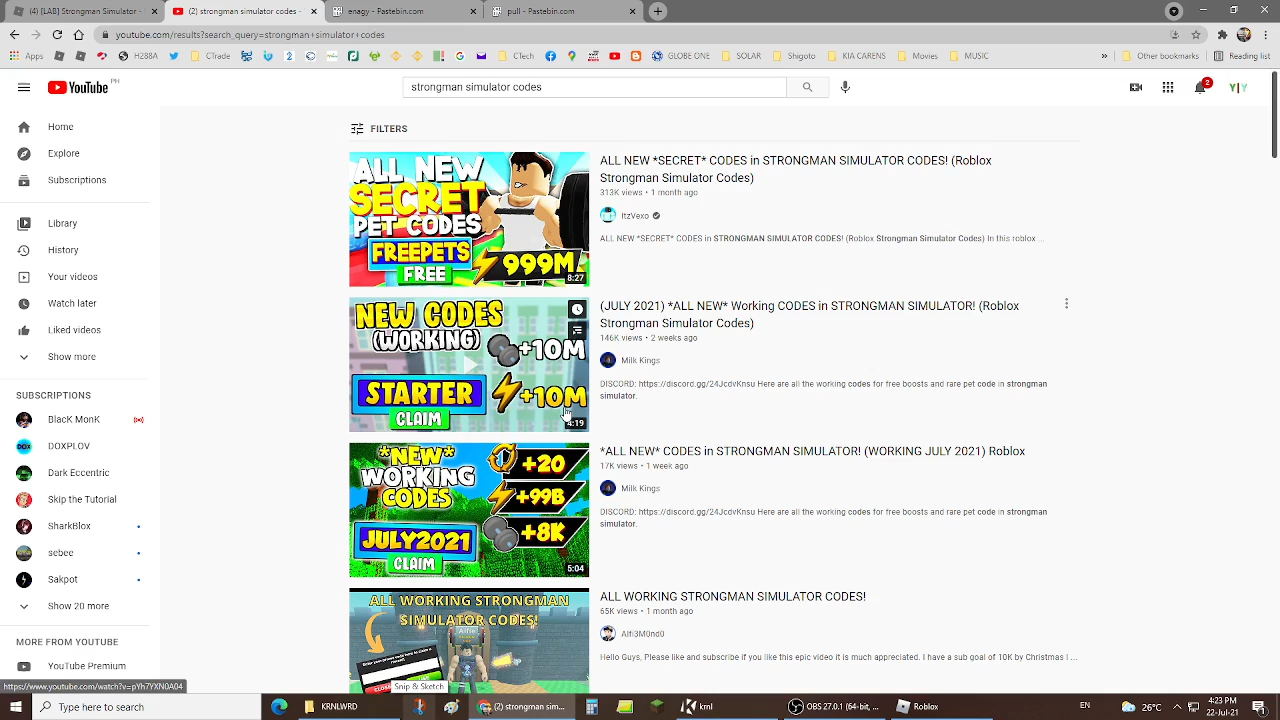 (4) [LAB] Strongman Simulator -
(2) strongman simulator codes -
engay - Pastebin.com
pull - Pastebin.com
youtube.com/results?search_query=strongman+simulator+codes
Apps
H288A
Ctrade
CTech
GLOBE ONE
SOLAR
Shigoto
KIA CARENS
Movies
MUSIC
Other bookmarks
Reading list
YouTube PH
strongman simulator codes
2
Home
Explore
Subscriptions
Library
History
Your videos
Watch later
Liked videos
Show more
SUBSCRIPTIONS
BlacK MonK
DOXPLOV
Dark Eccentric
Skip the Tutorial
SharkBlox
sebee
Sakpot
Show 20 more
MORE FROM YOUTUBE
YouTube Premium
https://www.youtube.com/watch?v=pYh7YXN0A04
FILTERS
ALL NEW
SECRET
PET CODES
FREEPETS
FREE
999M
8:27
ALL NEW *SECRET* CODES in STRONGMAN SIMULATOR CODES! (Roblox
Strongman Simulator Codes)
313K views • 1 month ago
ItzVexo
ALL NEW *SECRET* CODES in STRONGMAN SIMULATOR CODES! (Roblox Strongman Simulator Codes) In this roblox ...
NEW CODES
(WORKING)
+10M
STARTER
+10M
CLAIM
4:19
(JULY 2021) *ALL NEW* Working CODES in STRONGMAN SIMULATOR! (Roblox
Strongman Simulator Codes)
146K views • 2 weeks ago
Milk Kings
DISCORD: https://discord.gg/24JcdvKnsu Here are all the working codes for free boosts and rare pet code in strongman
simulator.
*NEW*
WORKING
CODES
+20
+99B
+8K
JULY2021
CLAIM
5:04
*ALL NEW* CODES in STRONGMAN SIMULATOR! (WORKING JULY 2021) Roblox
17K views • 1 week ago
Milk Kings
DISCORD: https://discord.gg/24JcdvKnsu Here are all the working codes for free boosts and rare pet code in strongman
simulator.
ALL WORKING STRONGMAN
SIMULATOR CODES!
Alfie
ALL WORKING STRONGMAN SIMULATOR CODES!
65K views • 1 month ago
Alfi3M0nd0
Hello Guys, Please like and subscribe if you like this epic video it is much appreciated. I have a sub goal of 10K by Christmas I ...
Snip & Sketch
Type here to search
ENHLWRD
(2) strongman sim...
kml
OBS 27.0.1 (64-bit, ...
Roblox
26°C
EN
4:23 PM
22-Jul-21